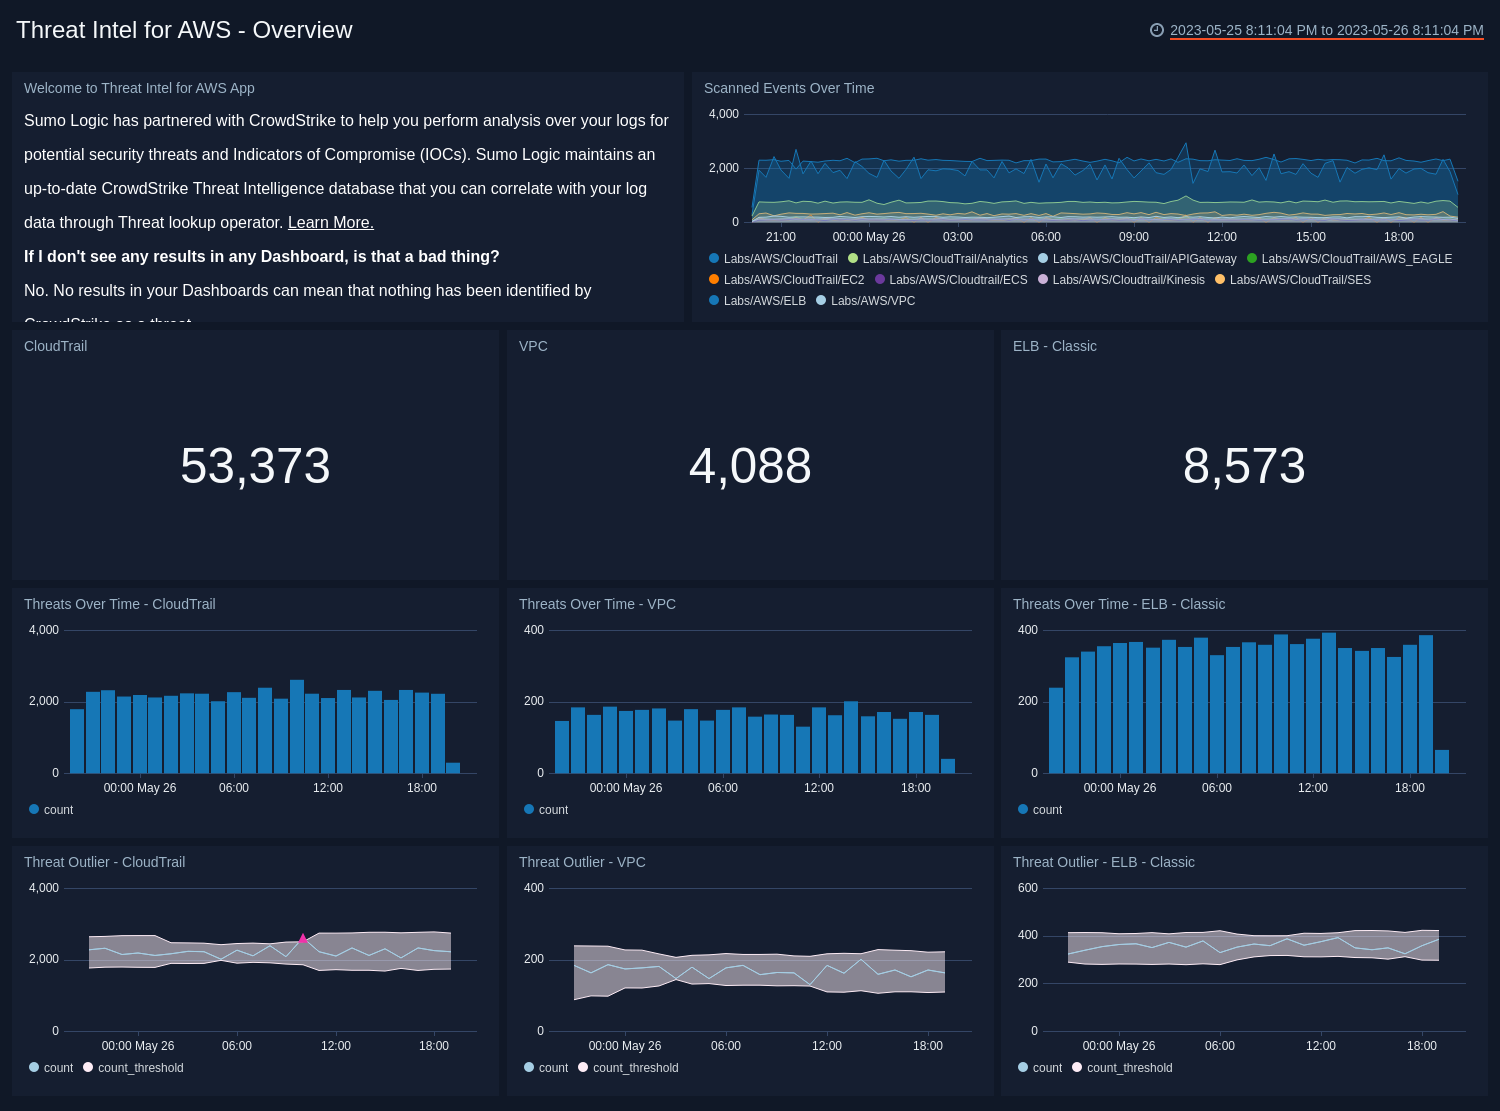 Threat Intel for AWS - Overview
2023-05-25 8:11:04 PM to 2023-05-26 8:11:04 PM
Welcome to Threat Intel for AWS App
Sumo Logic has partnered with CrowdStrike to help you perform analysis over your logs for
potential security threats and Indicators of Compromise (IOCs). Sumo Logic maintains an
up-to-date CrowdStrike Threat Intelligence database that you can correlate with your log
data through Threat lookup operator. Learn More.
If I don't see any results in any Dashboard, is that a bad thing?
No. No results in your Dashboards can mean that nothing has been identified by
CrowdStrike as a threat
Scanned Events Over Time
4,000
2,000
0
21:00 00:00 May 26 03:00 06:00 09:00 12:00 15:00 18:00
Labs/AWS/CloudTrail Labs/AWS/CloudTrail/Analytics Labs/AWS/CloudTrail/APIGateway Labs/AWS/CloudTrail/AWS_EAGLE
Labs/AWS/CloudTrail/EC2 Labs/AWS/Cloudtrail/ECS Labs/AWS/Cloudtrail/Kinesis Labs/AWS/CloudTrail/SES
Labs/AWS/ELB Labs/AWS/VPC
CloudTrail
53,373
VPC
4,088
ELB - Classic
8,573
Threats Over Time - CloudTrail
4,000
2,000
0
00:00 May 26 06:00 12:00 18:00
count
Threats Over Time - VPC
400
200
0
00:00 May 26 06:00 12:00 18:00
count
Threats Over Time - ELB - Classic
400
200
0
00:00 May 26 06:00 12:00 18:00
count
Threat Outlier - CloudTrail
4,000
2,000
0
00:00 May 26 06:00 12:00 18:00
count count_threshold
Threat Outlier - VPC
400
200
0
00:00 May 26 06:00 12:00 18:00
count count_threshold
Threat Outlier - ELB - Classic
600
400
200
0
00:00 May 26 06:00 12:00 18:00
count count_threshold